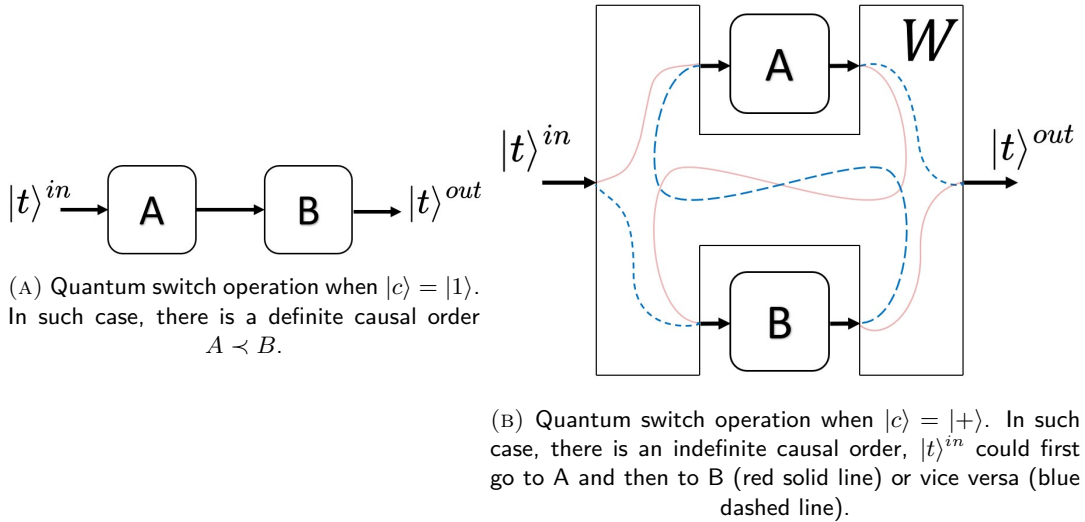 |t⟩^{in}
A
B
|t⟩^{out}
(A) Quantum switch operation when |c⟩ = |1⟩.
In such case, there is a definite causal order
A ≺ B.
W
A
|t⟩^{in}
|t⟩^{out}
B
(B) Quantum switch operation when |c⟩ = |+⟩. In such
case, there is an indefinite causal order, |t⟩^{in} could first
go to A and then to B (red solid line) or vice versa (blue
dashed line).